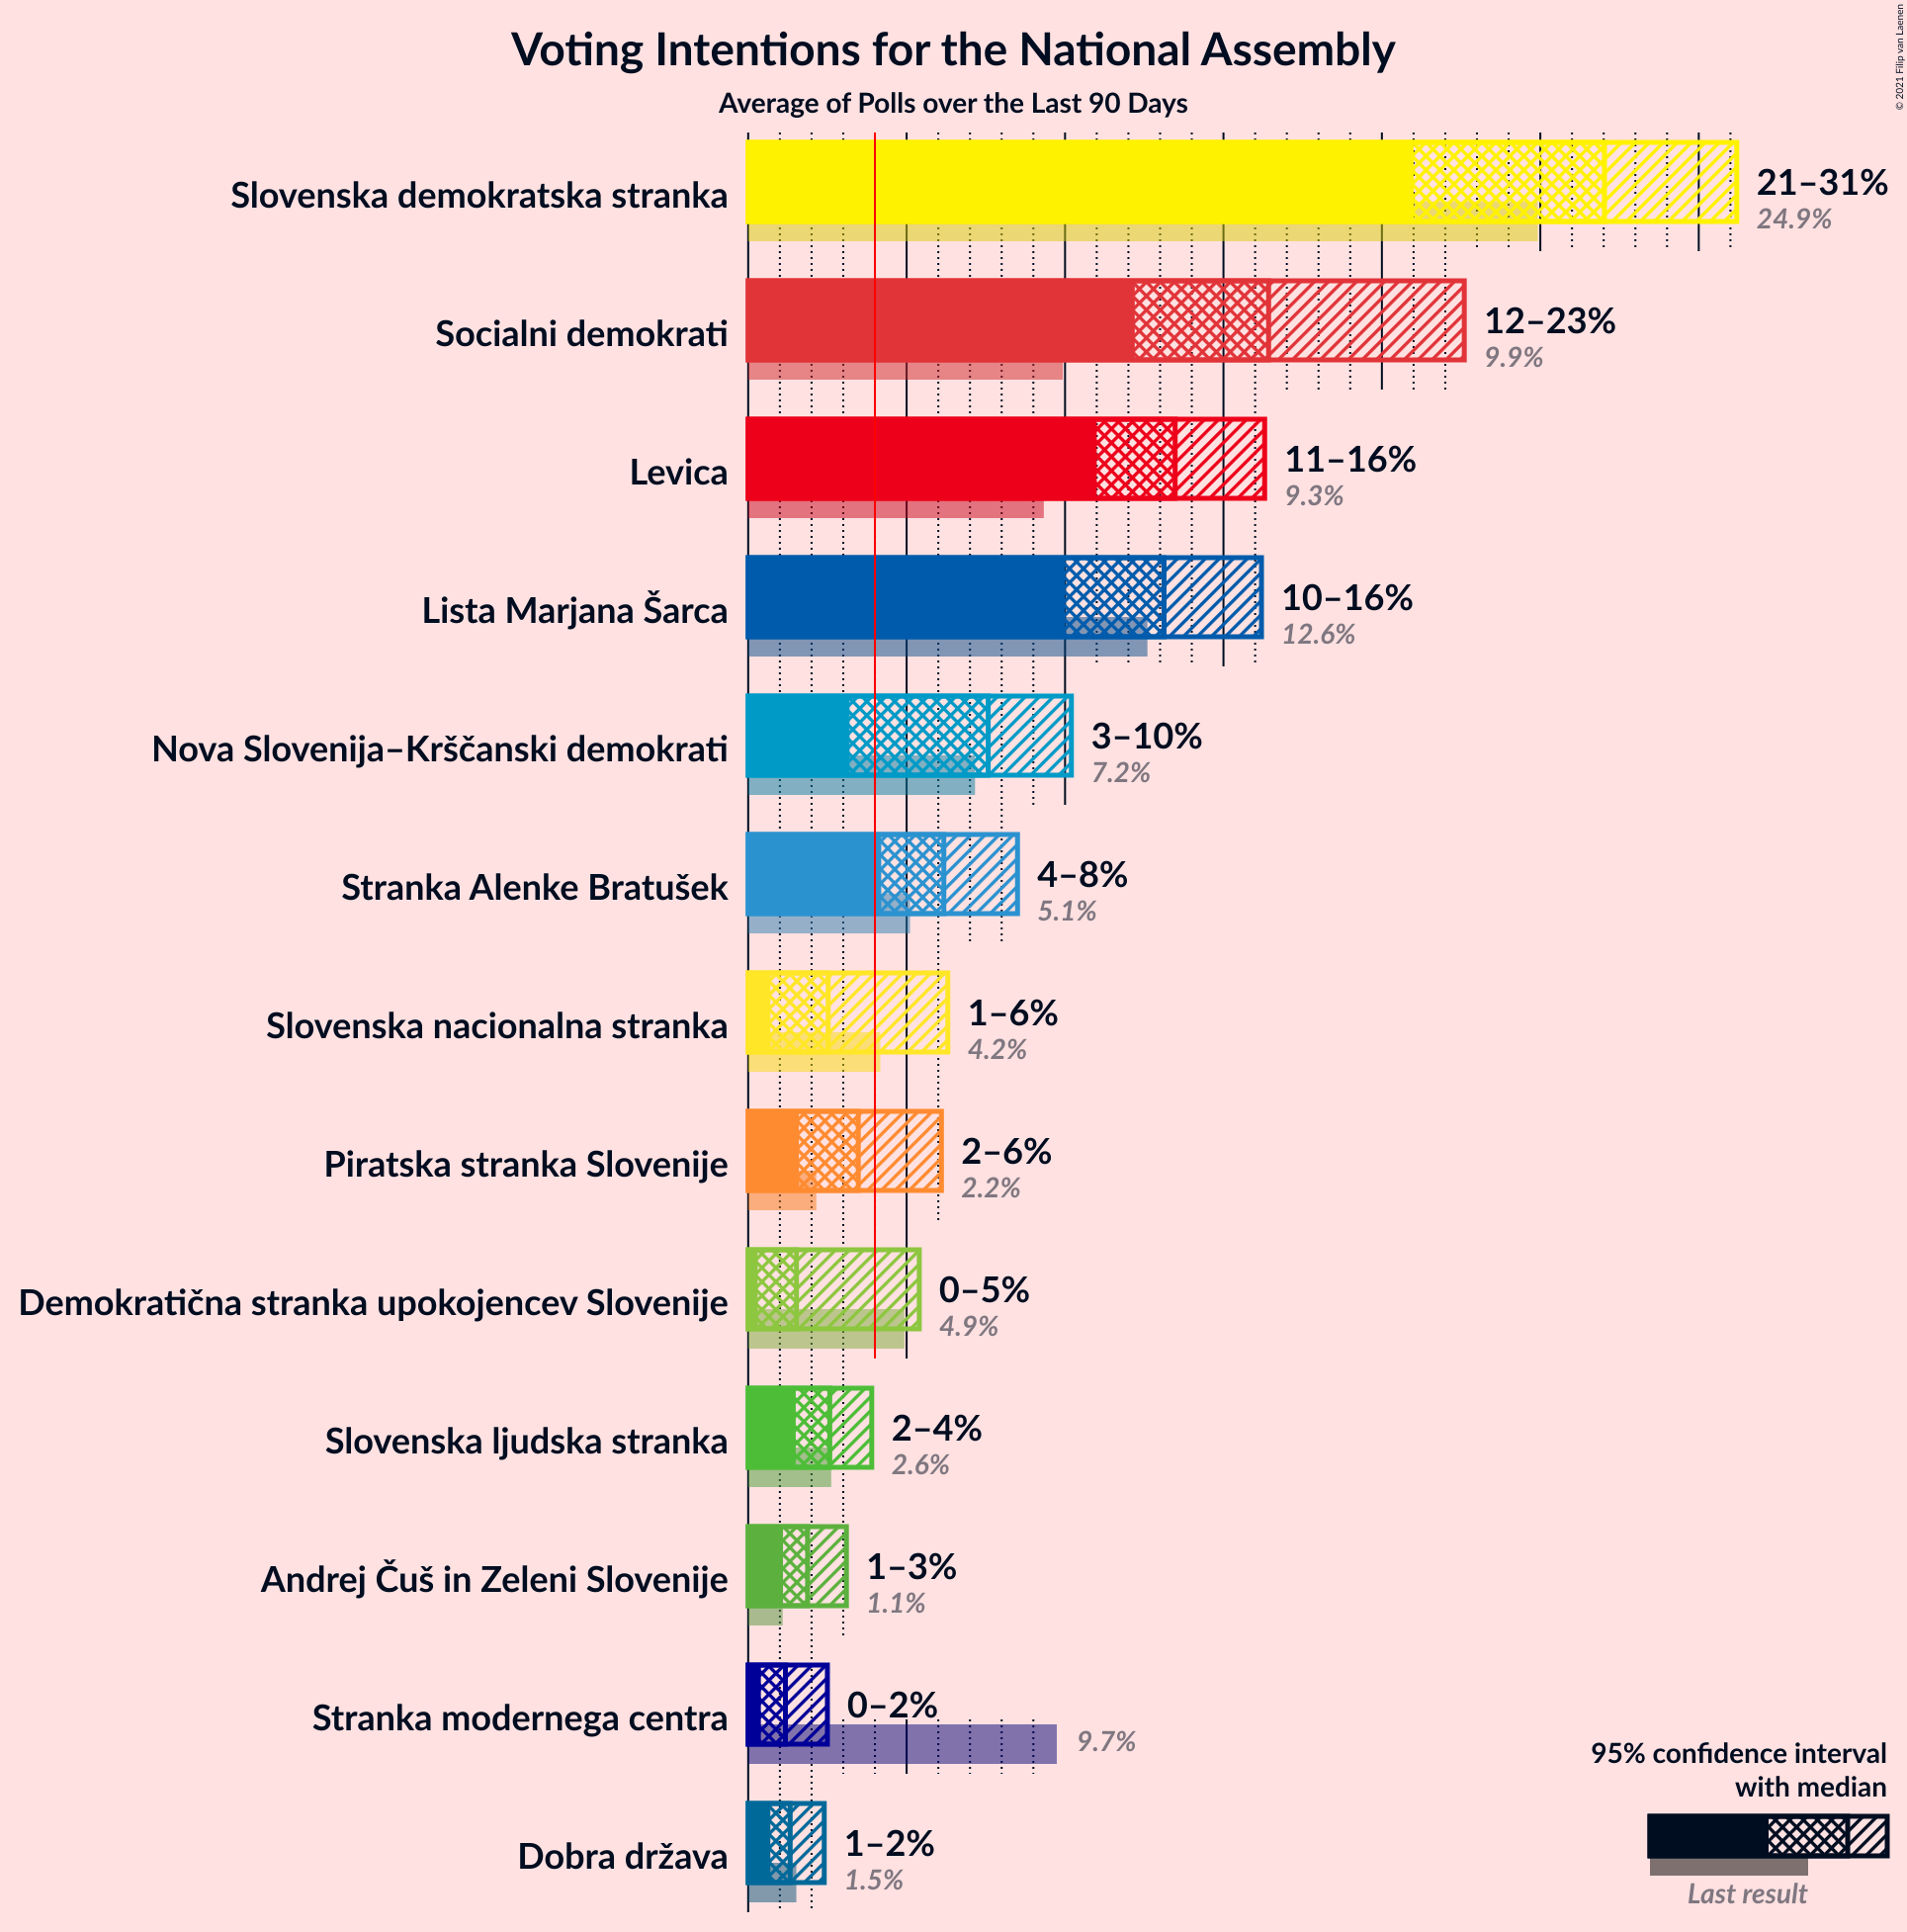 Voting Intentions for the National Assembly
Average of Polls over the Last 90 Days
© 2021 Filip van Laenen
Slovenska demokratska stranka
21–31%
24.9%
Socialni demokrati
12–23%
9.9%
Levica
11–16%
9.3%
Lista Marjana Šarca
10–16%
12.6%
Nova Slovenija–Krščanski demokrati
3–10%
7.2%
Stranka Alenke Bratušek
4–8%
5.1%
Slovenska nacionalna stranka
1–6%
4.2%
Piratska stranka Slovenije
2–6%
2.2%
Demokratična stranka upokojencev Slovenije
0–5%
4.9%
Slovenska ljudska stranka
2–4%
2.6%
Andrej Čuš in Zeleni Slovenije
1–3%
1.1%
Stranka modernega centra
0–2%
9.7%
Dobra država
1–2%
1.5%
95% confidence interval
with median
Last result